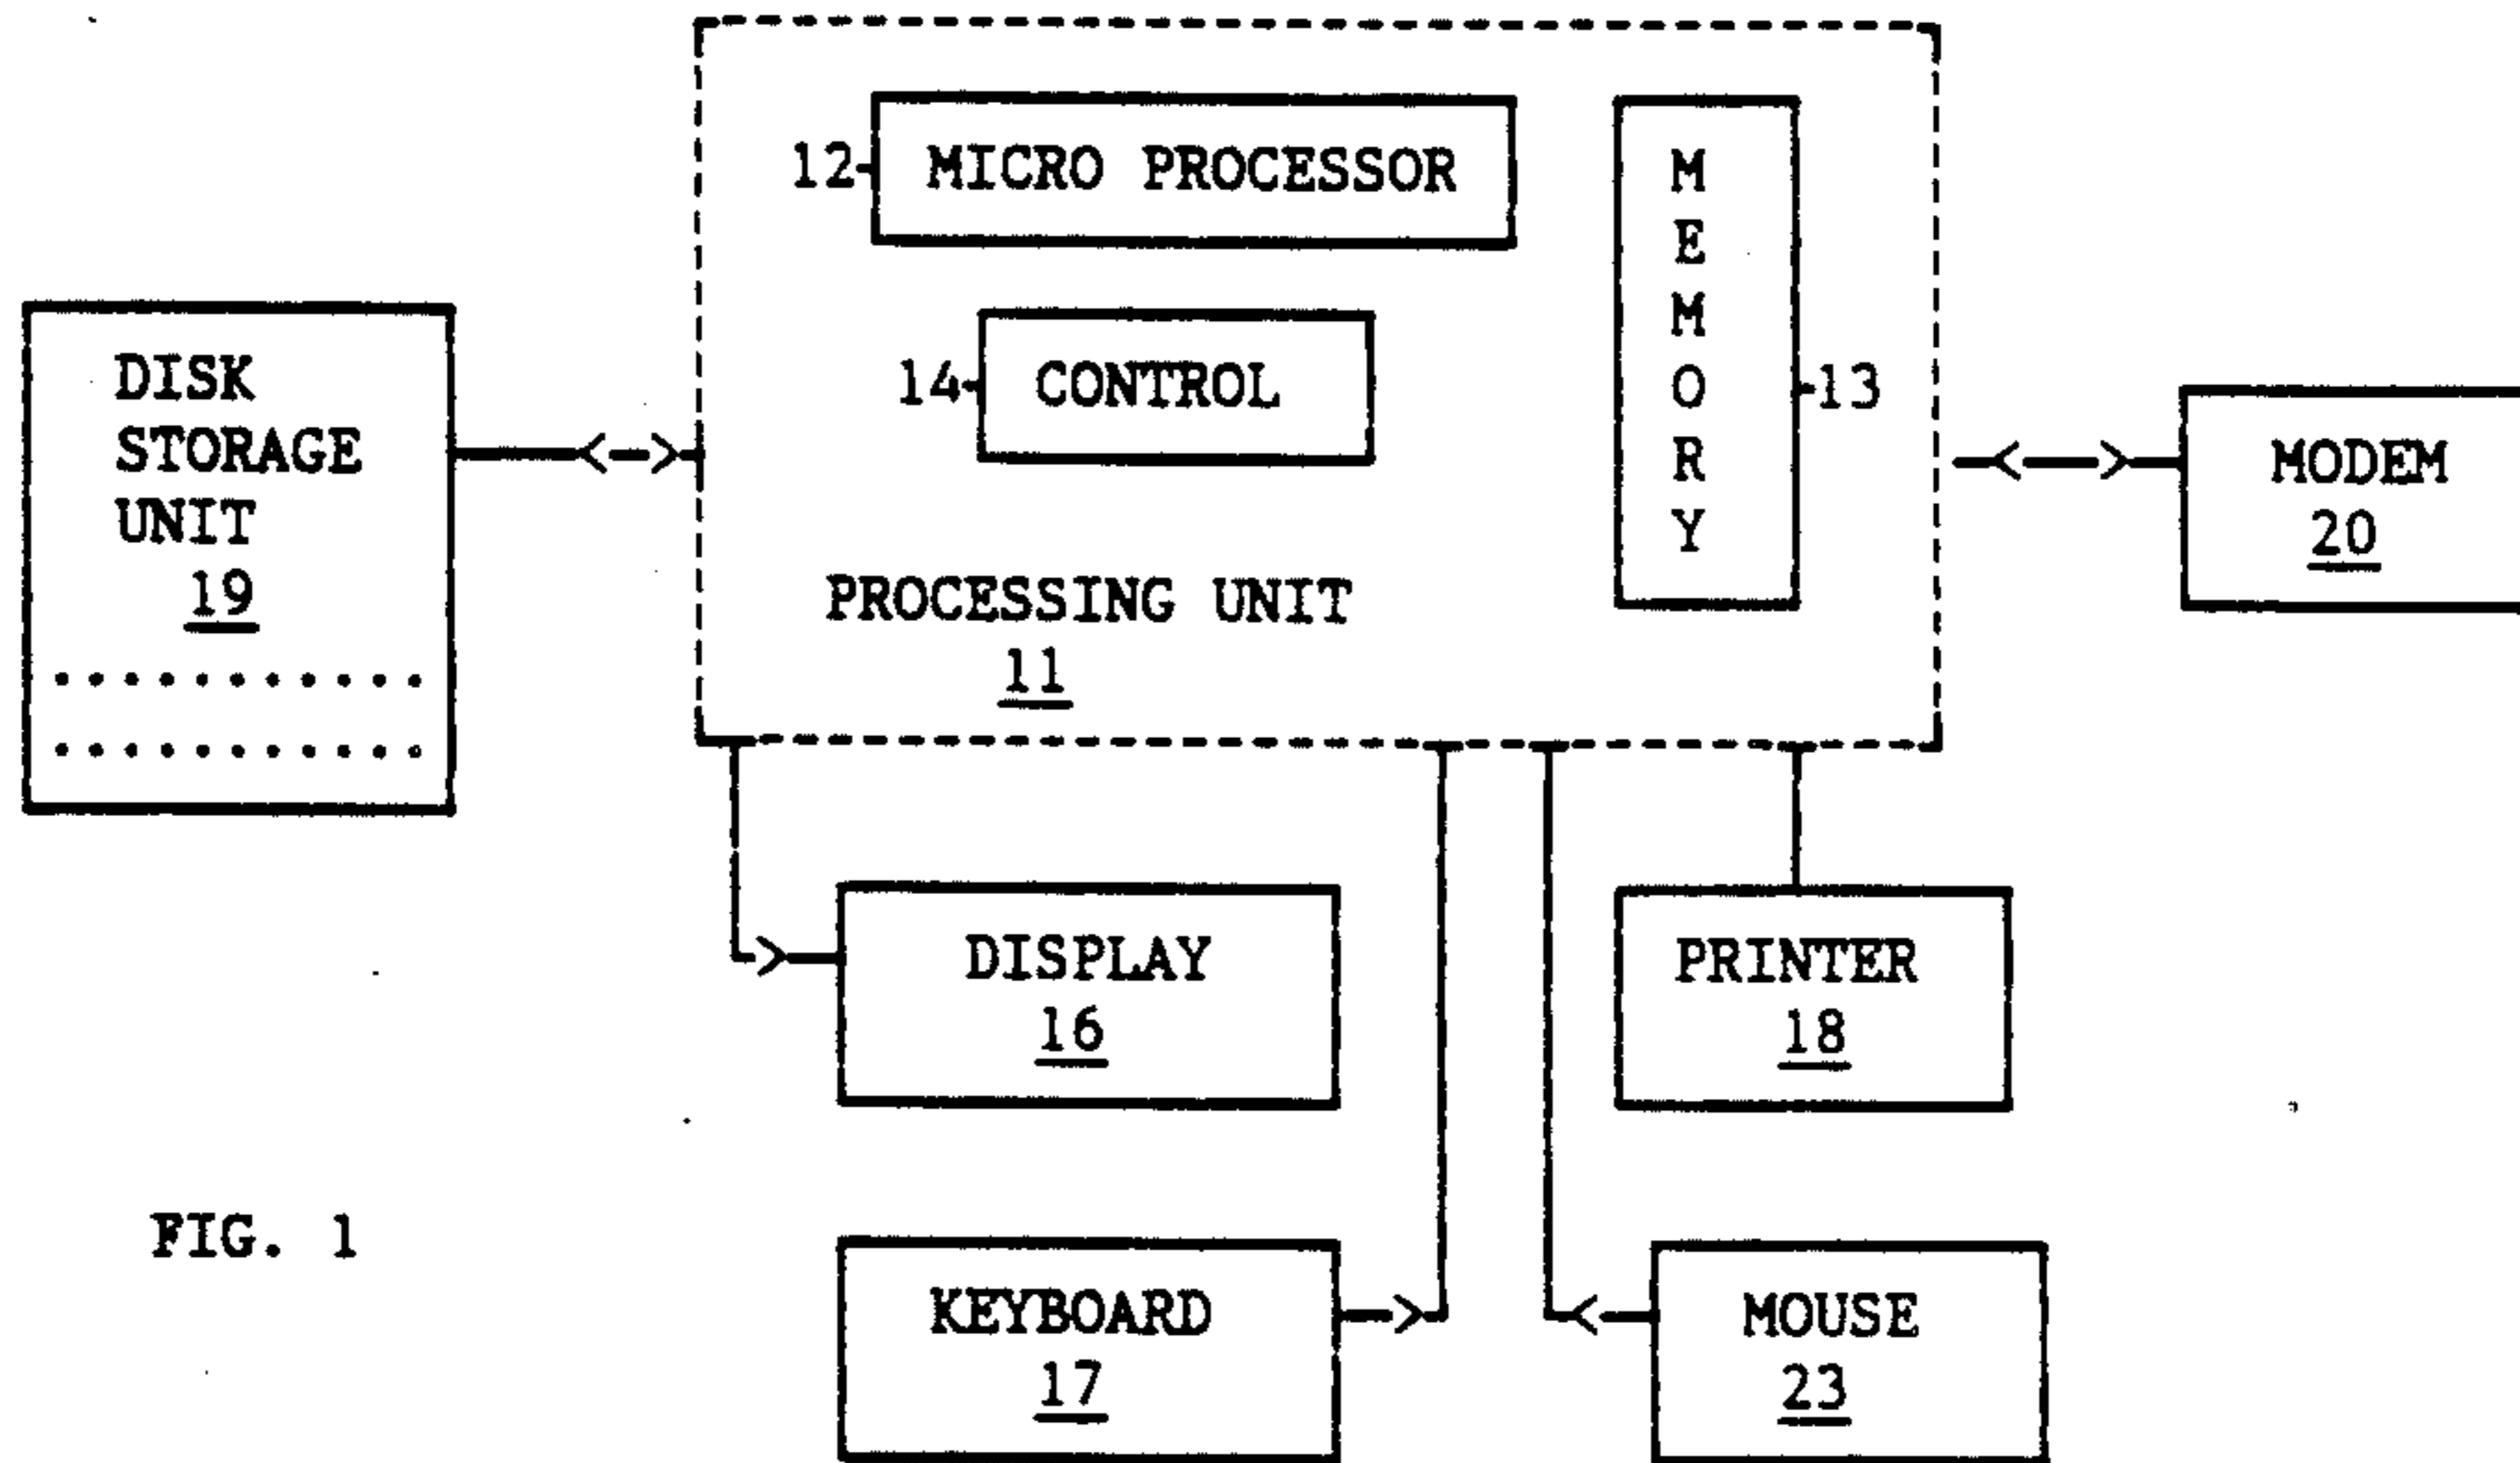 12 MICRO PROCESSOR
MEMORY
13
14 CONTROL
DISK
STORAGE
UNIT
19
PROCESSING UNIT
11
MODEM
20
DISPLAY
16
PRINTER
18
KEYBOARD
17
MOUSE
23
FIG. 1